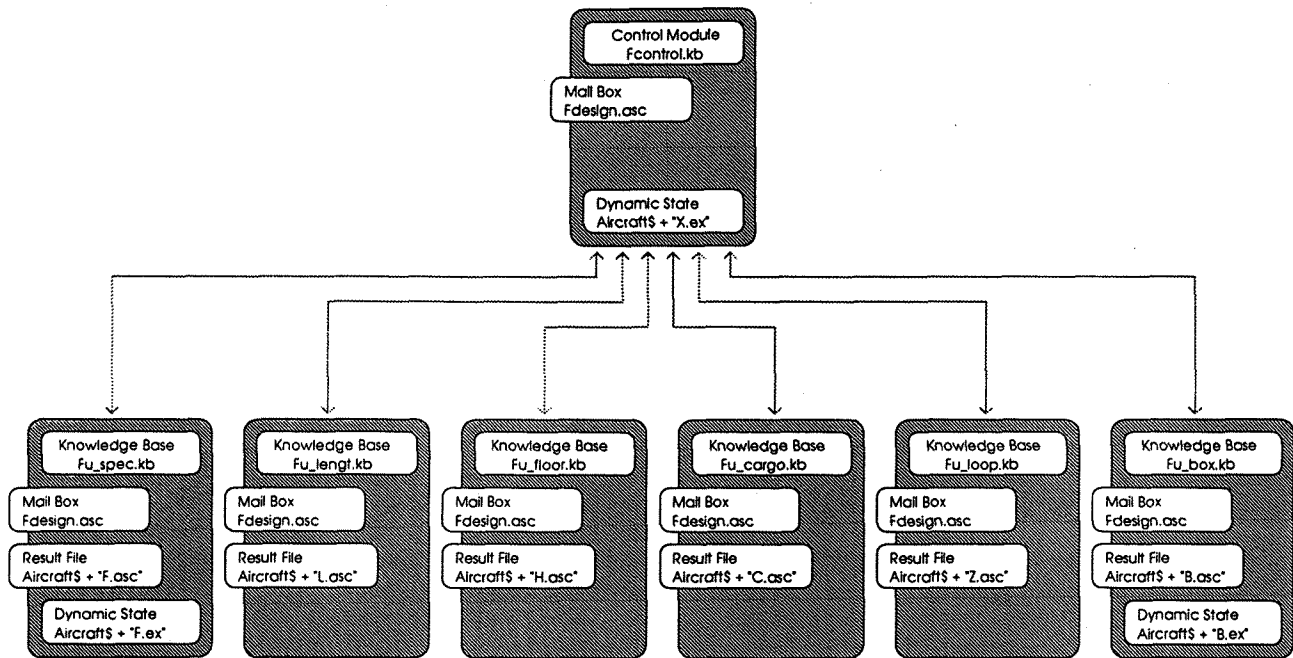 Control Module
Fcontrol.kb
Mail Box
Fdesign.asc
Dynamic State
Aircraft$ + "X.ex"
Knowledge Base
Fu_spec.kb
Mail Box
Fdesign.asc
Result File
Aircraft$ + "F.asc"
Dynamic State
Aircraft$ + "F.ex"
Knowledge Base
Fu_lengt.kb
Mail Box
Fdesign.asc
Result File
Aircraft$ + "L.asc"
Knowledge Base
Fu_floor.kb
Mail Box
Fdesign.asc
Result File
Aircraft$ + "H.asc"
Knowledge Base
Fu_cargo.kb
Mail Box
Fdesign.asc
Result File
Aircraft$ + "C.asc"
Knowledge Base
Fu_loop.kb
Mail Box
Fdesign.asc
Result File
Aircraft$ + "Z.asc"
Knowledge Base
Fu_box.kb
Mail Box
Fdesign.asc
Result File
Aircraft$ + "B.asc"
Dynamic State
Aircraft$ + "B.ex"